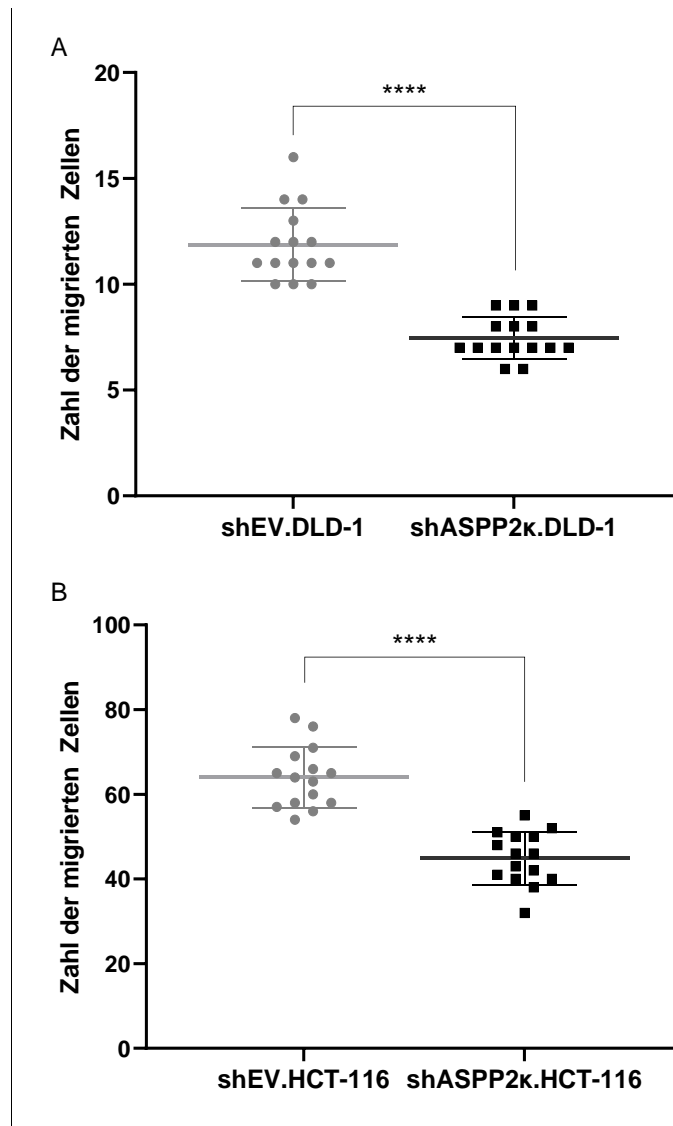 A
20
****
15
10
5
0
Zahl der migrierten Zellen
shEV.DLD-1 shASPP2κ.DLD-1
B
100
****
80
60
40
20
0
Zahl der migrierten Zellen
shEV.HCT-116 shASPP2κ.HCT-116